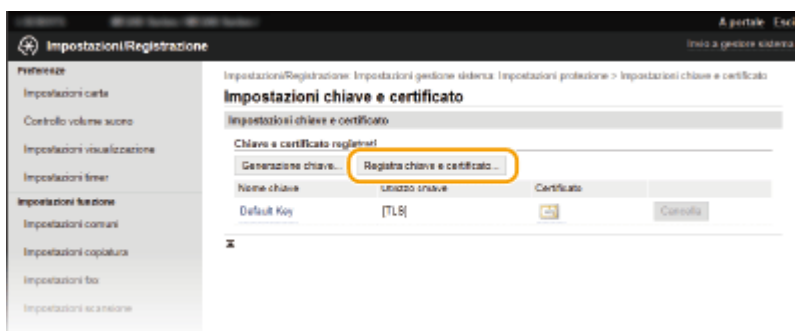 A portale Esci
Impostazioni/Registrazione
Invio a gestore sistema
Preferenze
Impostazioni carta
Controllo volume suono
Impostazioni visualizzazione
Impostazioni timer
Impostazioni funzione
Impostazioni comuni
Impostazioni copiatura
Impostazioni fax
Impostazioni scansione
Impostazioni/Registrazione: Impostazioni gestione sistema: Impostazioni protezione > Impostazioni chiave e certificato
Impostazioni chiave e certificato
Impostazioni chiave e certificato
Chiave e certificato registrati
Generazione chiave... Registra chiave e certificato...
Nome chiave Utilizzo chiave Certificato
Default Key [TLS] Cancella